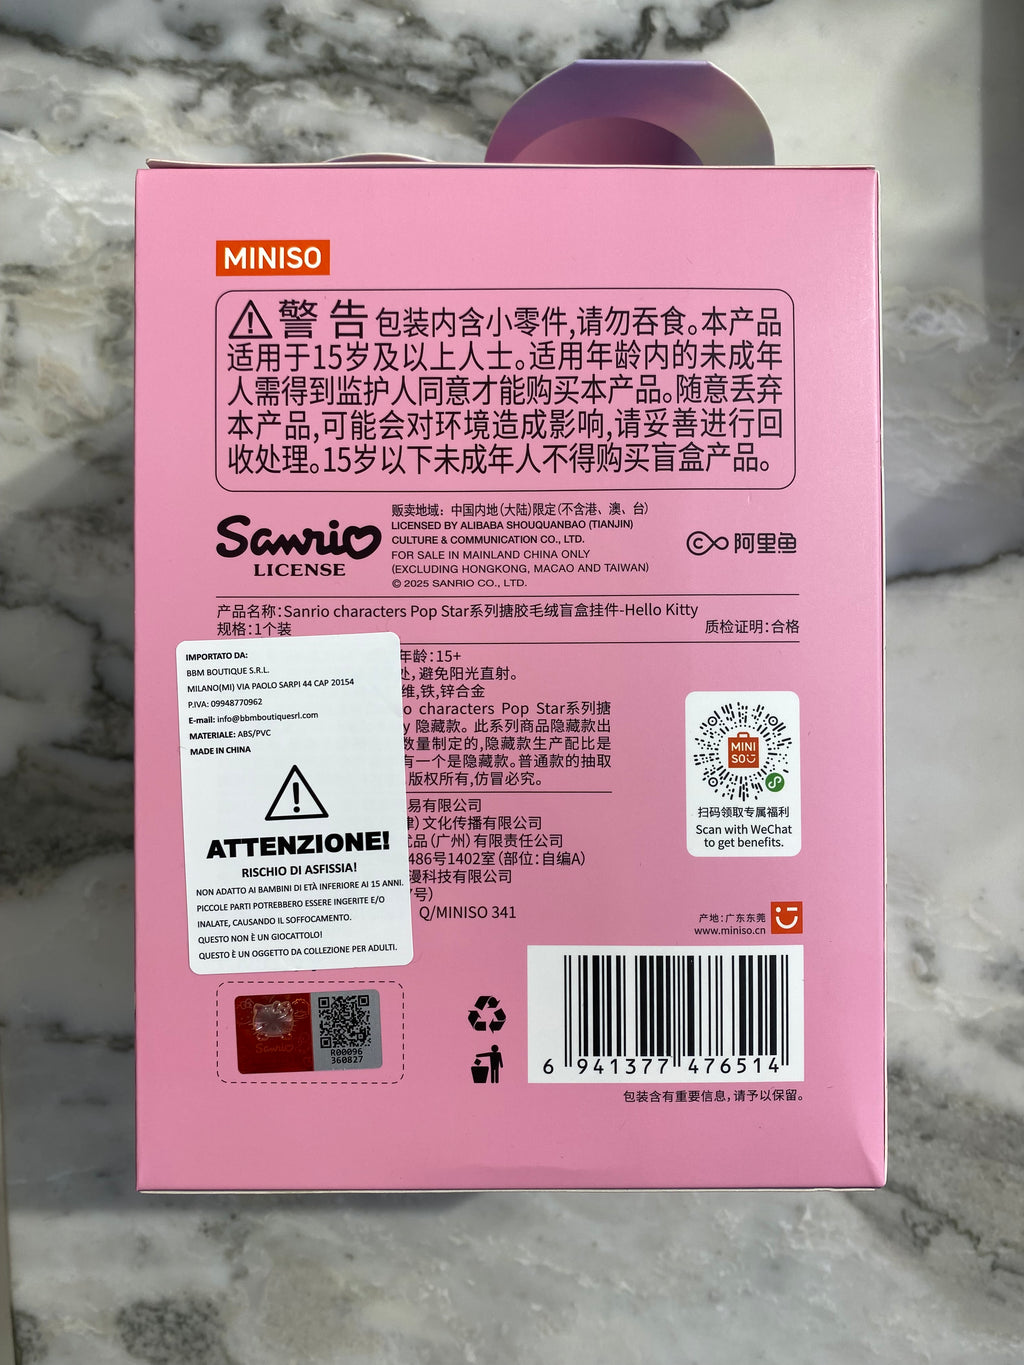 MINISO
警告 包装内含小零件,请勿吞食。本产品
适用于15岁及以上人士。适用年龄内的未成年
人需得到监护人同意才能购买本产品。随意丢弃
本产品,可能会对环境造成影响,请妥善进行回
收处理。15岁以下未成年人不得购买盲盒产品。
Sanrio
LICENSE
贩卖地域：中国内地(大陆)限定(不含港、澳、台)
LICENSED BY ALIBABA SHOUQUANBAO (TIANJIN)
CULTURE & COMMUNICATION CO., LTD.
FOR SALE IN MAINLAND CHINA ONLY
(EXCLUDING HONGKONG, MACAO AND TAIWAN)
© 2025 SANRIO CO., LTD.
阿里鱼
产品名称：Sanrio characters Pop Star系列搪胶毛绒盲盒挂件-Hello Kitty
规格：1个装
质检证明：合格
IMPORTATO DA:
BBM BOUTIQUE S.R.L.
MILANO(MI) VIA PAOLO SARPI 44 CAP 20154
P.IVA: 09948770962
E-mail: info@bbmboutiquesrl.com
MATERIALE: ABS/PVC
MADE IN CHINA
ATTENZIONE!
RISCHIO DI ASFISSIA!
NON ADATTO AI BAMBINI DI ETÀ INFERIORE AI 15 ANNI.
PICCOLE PARTI POTREBBERO ESSERE INGERITE E/O
INALATE, CAUSANDO IL SOFFOCAMENTO.
QUESTO NON È UN GIOCATTOLO!
QUESTO È UN OGGETTO DA COLLEZIONE PER ADULTI.
年龄：15+
处，避免阳光直射。
维,铁,锌合金
o characters Pop Star系列搪
y 隐藏款。此系列商品隐藏款出
数量制定的,隐藏款生产配比是
有一个是隐藏款。普通款的抽取
版权所有,仿冒必究。
易有限公司
津）文化传播有限公司
优品（广州）有限责任公司
486号1402室（部位：自编A）
漫科技有限公司
号）
Q/MINISO 341
MINI
SO
扫码领取专属福利
Scan with WeChat
to get benefits.
产地：广东东莞
www.miniso.cn
Sanrio
R00096
360827
6 941377 476514
包装含有重要信息，请予以保留。